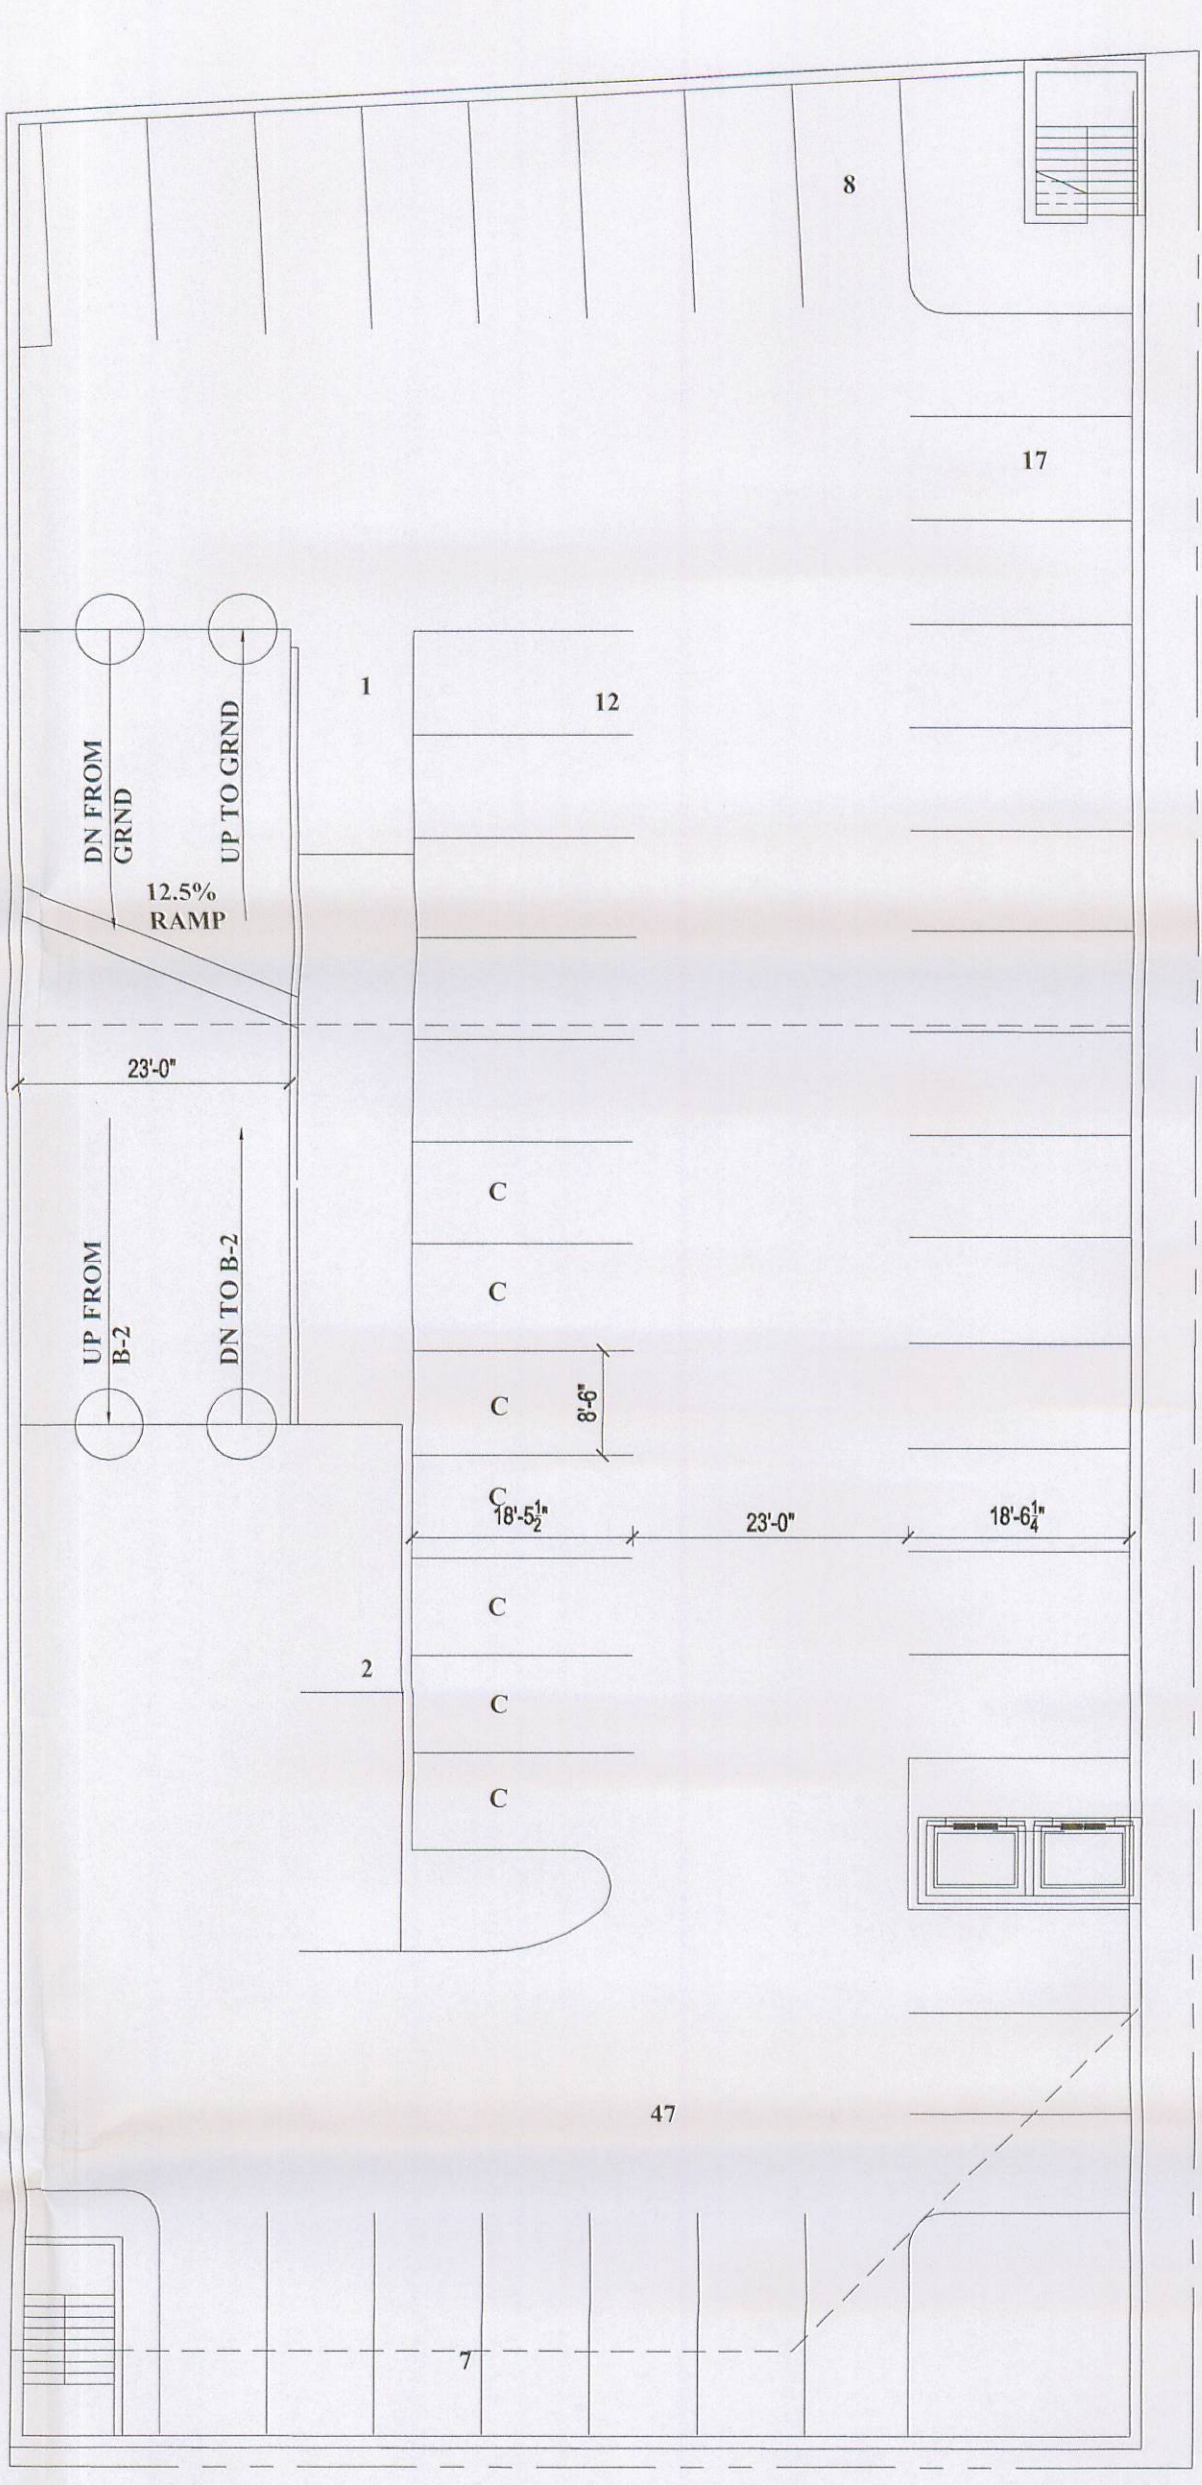 8
17
1
12
DN FROM
GRND
UP TO GRND
12.5%
RAMP
23'-0"
C
UP FROM
B-2
DN TO B-2
C
C
8'-6"
C
18'-5½"
23'-0"
18'-6¼"
C
2
C
C
47
7